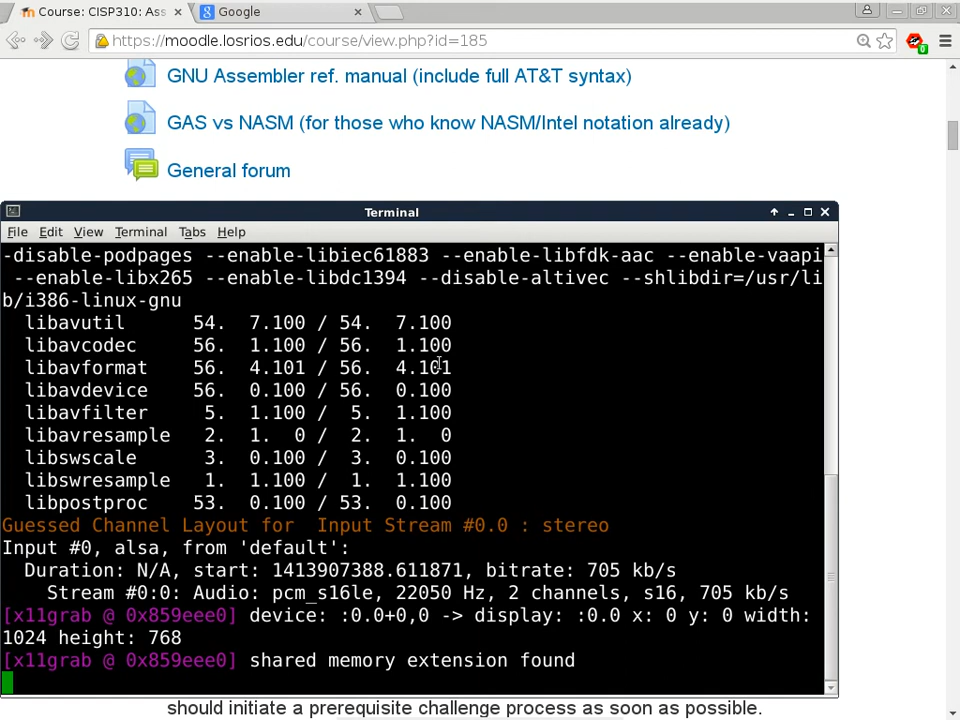 Course: CISP310: Ass
Google
https://moodle.losrios.edu/course/view.php?id=185
0
GNU Assembler ref. manual (include full AT&T syntax)
GAS vs NASM (for those who know NASM/Intel notation already)
General forum
Terminal
File Edit View Terminal Tabs Help
-disable-podpages --enable-libiec61883 --enable-libfdk-aac --enable-vaapi
--enable-libx265 --enable-libdc1394 --disable-altivec --shlibdir=/usr/li
b/i386-linux-gnu
libavutil 54. 7.100 / 54. 7.100
libavcodec 56. 1.100 / 56. 1.100
libavformat 56. 4.101 / 56. 4.101
libavdevice 56. 0.100 / 56. 0.100
libavfilter 5. 1.100 / 5. 1.100
libavresample 2. 1. 0 / 2. 1. 0
libswscale 3. 0.100 / 3. 0.100
libswresample 1. 1.100 / 1. 1.100
libpostproc 53. 0.100 / 53. 0.100
Guessed Channel Layout for Input Stream #0.0 : stereo
Input #0, alsa, from 'default':
Duration: N/A, start: 1413907388.611871, bitrate: 705 kb/s
Stream #0:0: Audio: pcm_s16le, 22050 Hz, 2 channels, s16, 705 kb/s
[x11grab @ 0x859eee0] device: :0.0+0,0 -> display: :0.0 x: 0 y: 0 width:
1024 height: 768
[x11grab @ 0x859eee0] shared memory extension found
should initiate a prerequisite challenge process as soon as possible.